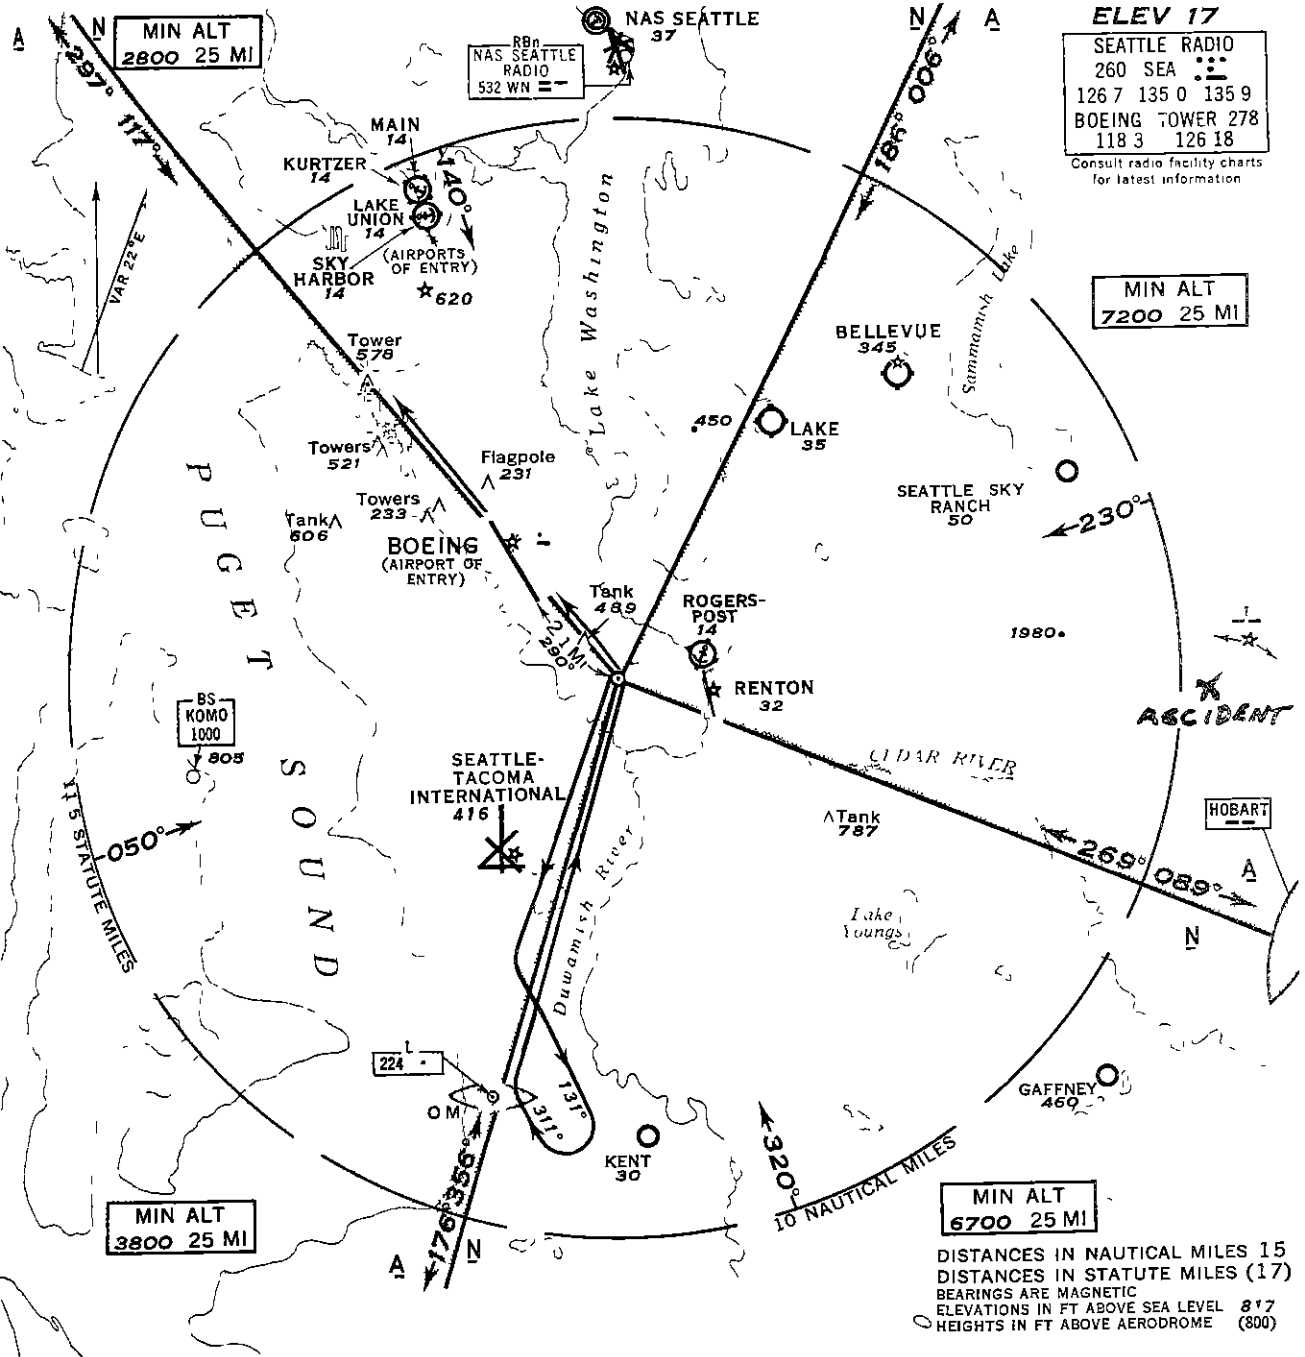 A
N
MIN ALT
2800 25 MI
297°
117°
NAS SEATTLE
37
RBn
NAS SEATTLE
RADIO
532 WN
N
A
006°
186°
ELEV 17
SEATTLE RADIO
260 SEA
126 7 135 0 135 9
BOEING TOWER 278
118 3 126 18
Consult radio facility charts
for latest information
MAIN
14
KURTZER
14
LAKE
UNION
14
SKY
HARBOR
14
(AIRPORTS
OF ENTRY)
620
140°
VAR 22°E
Lake Washington
Sammamish Lake
MIN ALT
7200 25 MI
BELLEVUE
345
Tower
578
450
LAKE
35
Towers
521
Flagpole
231
Towers
233
Tank
606
SEATTLE SKY
RANCH
50
230°
BOEING
(AIRPORT OF
ENTRY)
PUGET SOUND
Tank
489
2.1 MI
290°
ROGERS-
POST
14
1980
L
RENTON
32
ACCIDENT
BS
KOMO
1000
805
SEATTLE-
TACOMA
INTERNATIONAL
416
CEDAR RIVER
Tank
787
HOBART
11.5 STATUTE MILES
050°
269°
089°
A
N
Duwamish River
Lake
Youngs
L
224
OM
131°
311°
GAFFNEY
460
KENT
30
320°
10 NAUTICAL MILES
356°
176°
A
N
MIN ALT
3800 25 MI
MIN ALT
6700 25 MI
DISTANCES IN NAUTICAL MILES 15
DISTANCES IN STATUTE MILES (17)
BEARINGS ARE MAGNETIC
ELEVATIONS IN FT ABOVE SEA LEVEL 817
HEIGHTS IN FT ABOVE AERODROME (800)